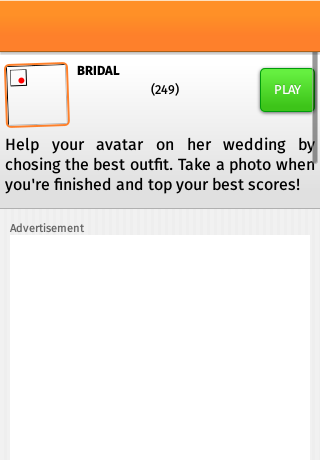 BRIDAL
(249)
PLAY
Help your avatar on her wedding by
chosing the best outfit. Take a photo when
you're finished and top your best scores!
Advertisement